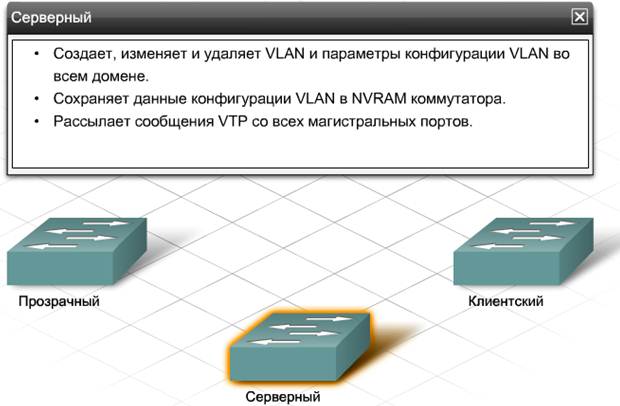 Серверный
• Создает, изменяет и удаляет VLAN и параметры конфигурации VLAN во
всем домене.
• Сохраняет данные конфигурации VLAN в NVRAM коммутатора.
• Рассылает сообщения VTP со всех магистральных портов.
Прозрачный
Клиентский
Серверный